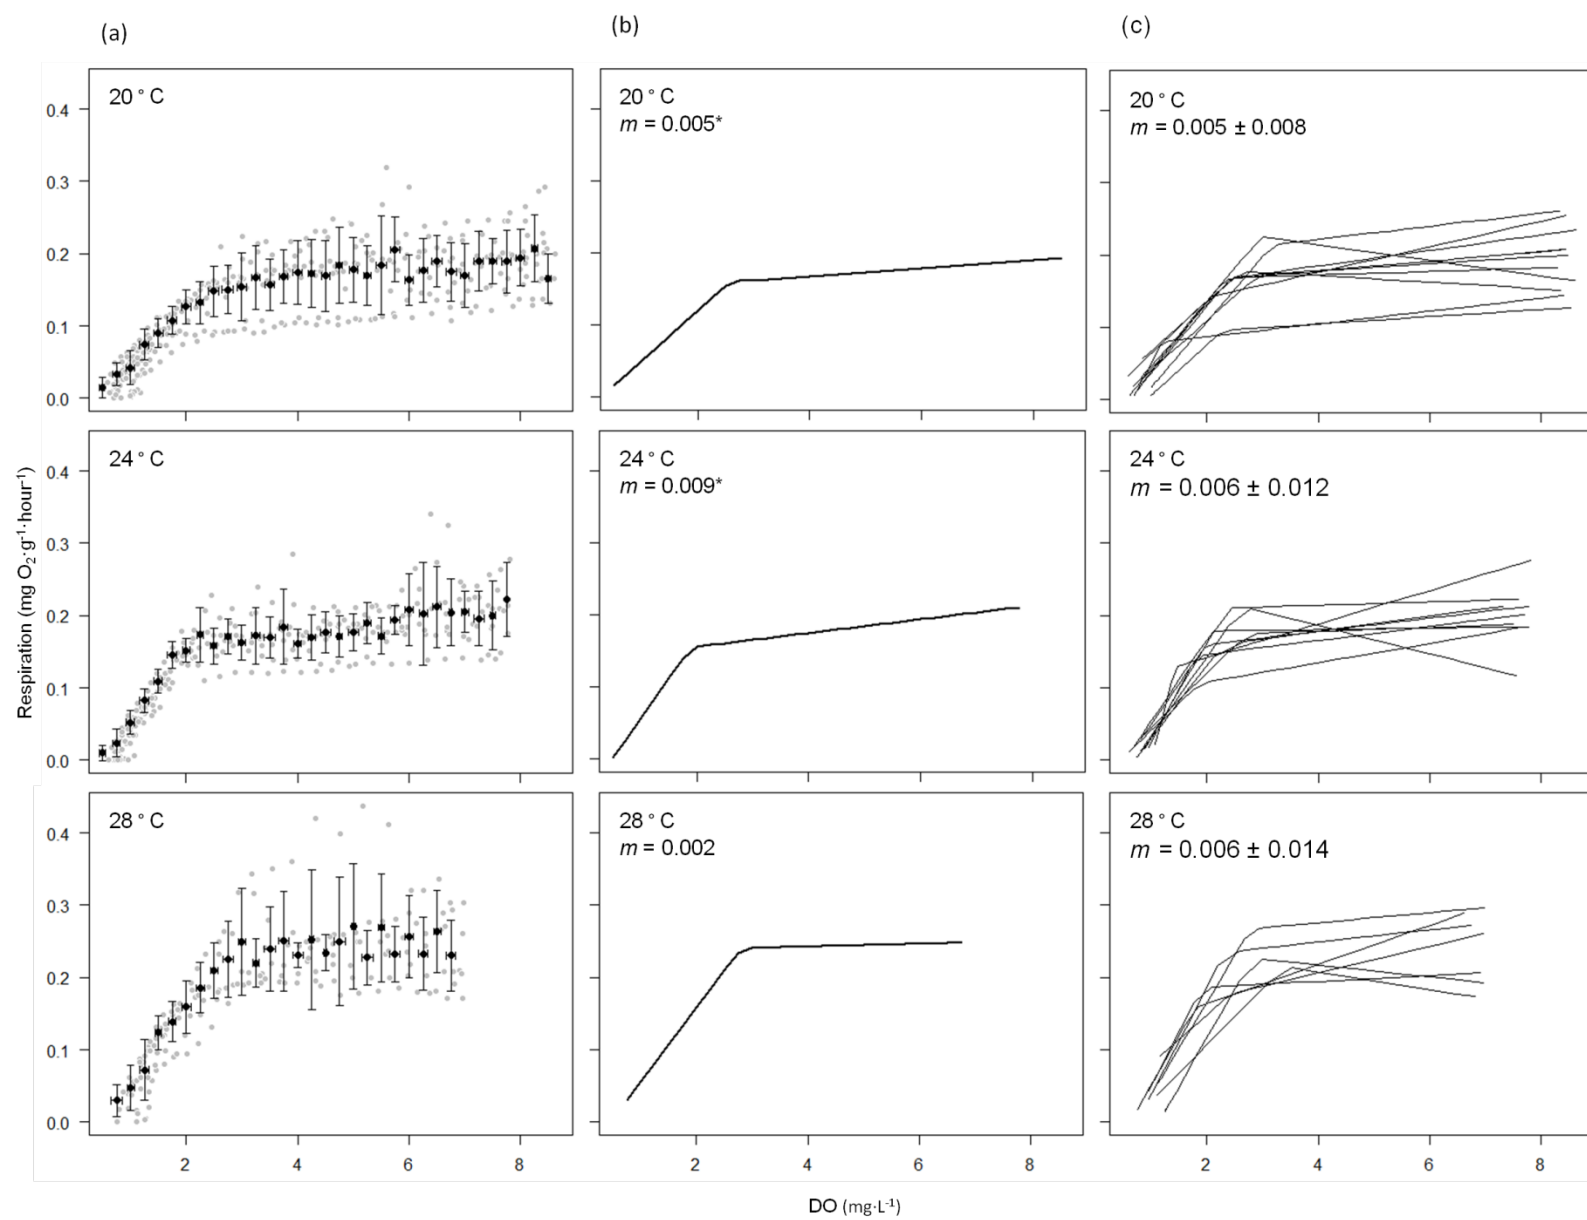 (a)
(b)
(c)
20 ° C
0.4
0.3
0.2
0.1
0.0
20 ° C
m = 0.005*
20 ° C
m = 0.005 ± 0.008
2
4
6
8
24 ° C
0.4
0.3
0.2
0.1
0.0
24 ° C
m = 0.009*
24 ° C
m = 0.006 ± 0.012
28 ° C
0.4
0.3
0.2
0.1
0.0
28 ° C
m = 0.002
28 ° C
m = 0.006 ± 0.014
2 4 6 8
2 4 6 8
2 4 6 8
Respiration (mg O₂·g⁻¹·hour⁻¹)
DO (mg·L⁻¹)